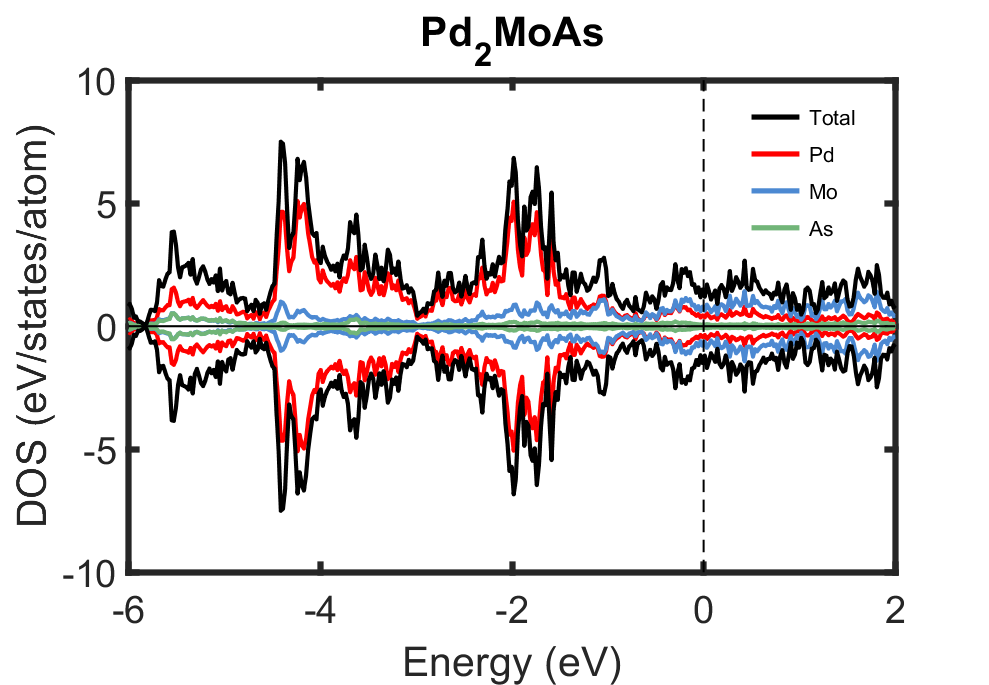 Pd2MoAs
DOS (eV/states/atom)
10
5
0
-5
-10
Total
Pd
Mo
As
-6 -4 -2 0 2
Energy (eV)